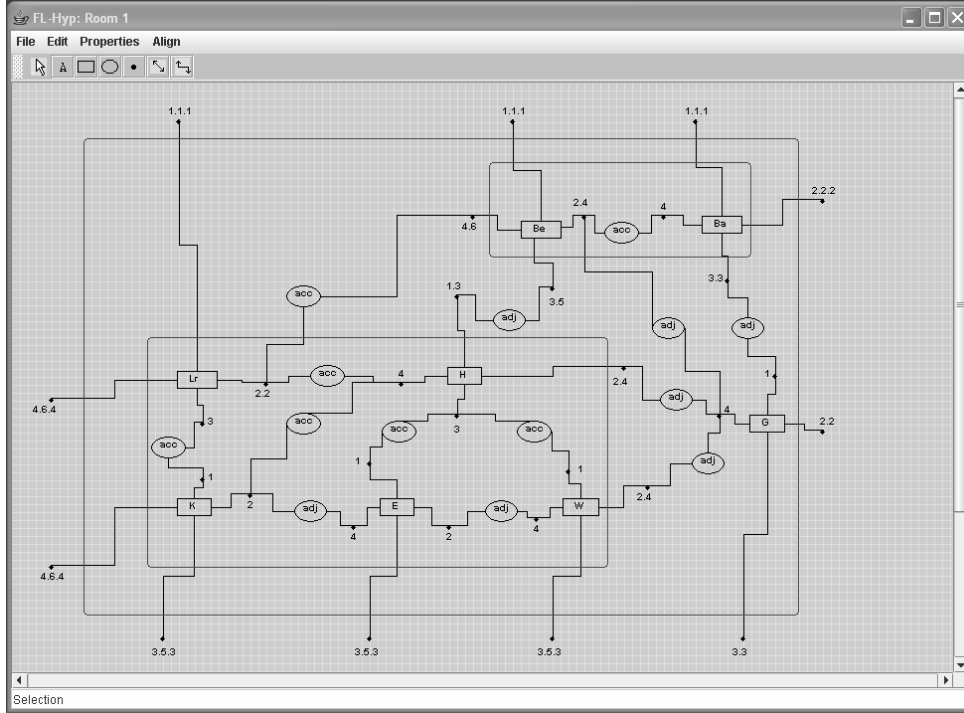 FL-Hyp: Room 1
File Edit Properties Align
A
1.1.1 1.1.1 1.1.1
2.2.2
4.6 Be 2.4 acc 4 Ba
3.3
acc 1.3 adj 3.5 adj adj
Lr 2.2 acc 4 H 2.4 1
4.6.4 adj 4 G 2.2
3 acc acc 3 acc
acc 1 1 1 adj
K 2 adj 4 E 2 adj 4 W 2.4
4.6.4
3.5.3 3.5.3 3.5.3 3.3
Selection